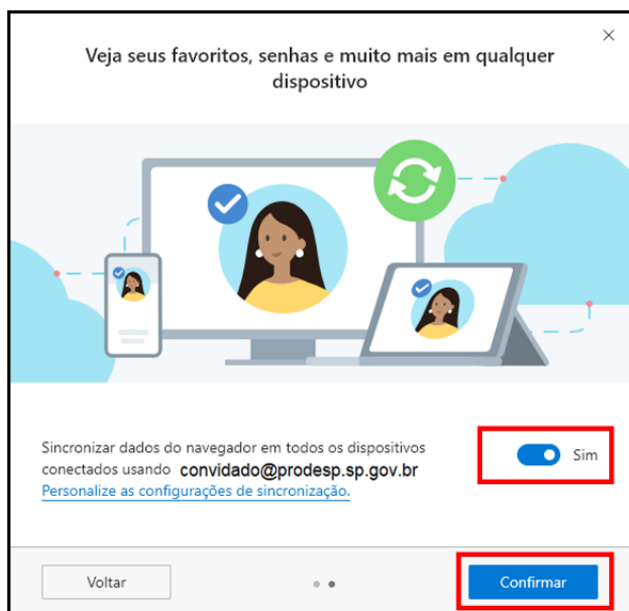 Veja seus favoritos, senhas e muito mais em qualquer
dispositivo
Sincronizar dados do navegador em todos os dispositivos
conectados usando convidado@prodesp.sp.gov.br
Sim
Personalize as configurações de sincronização.
Voltar
Confirmar